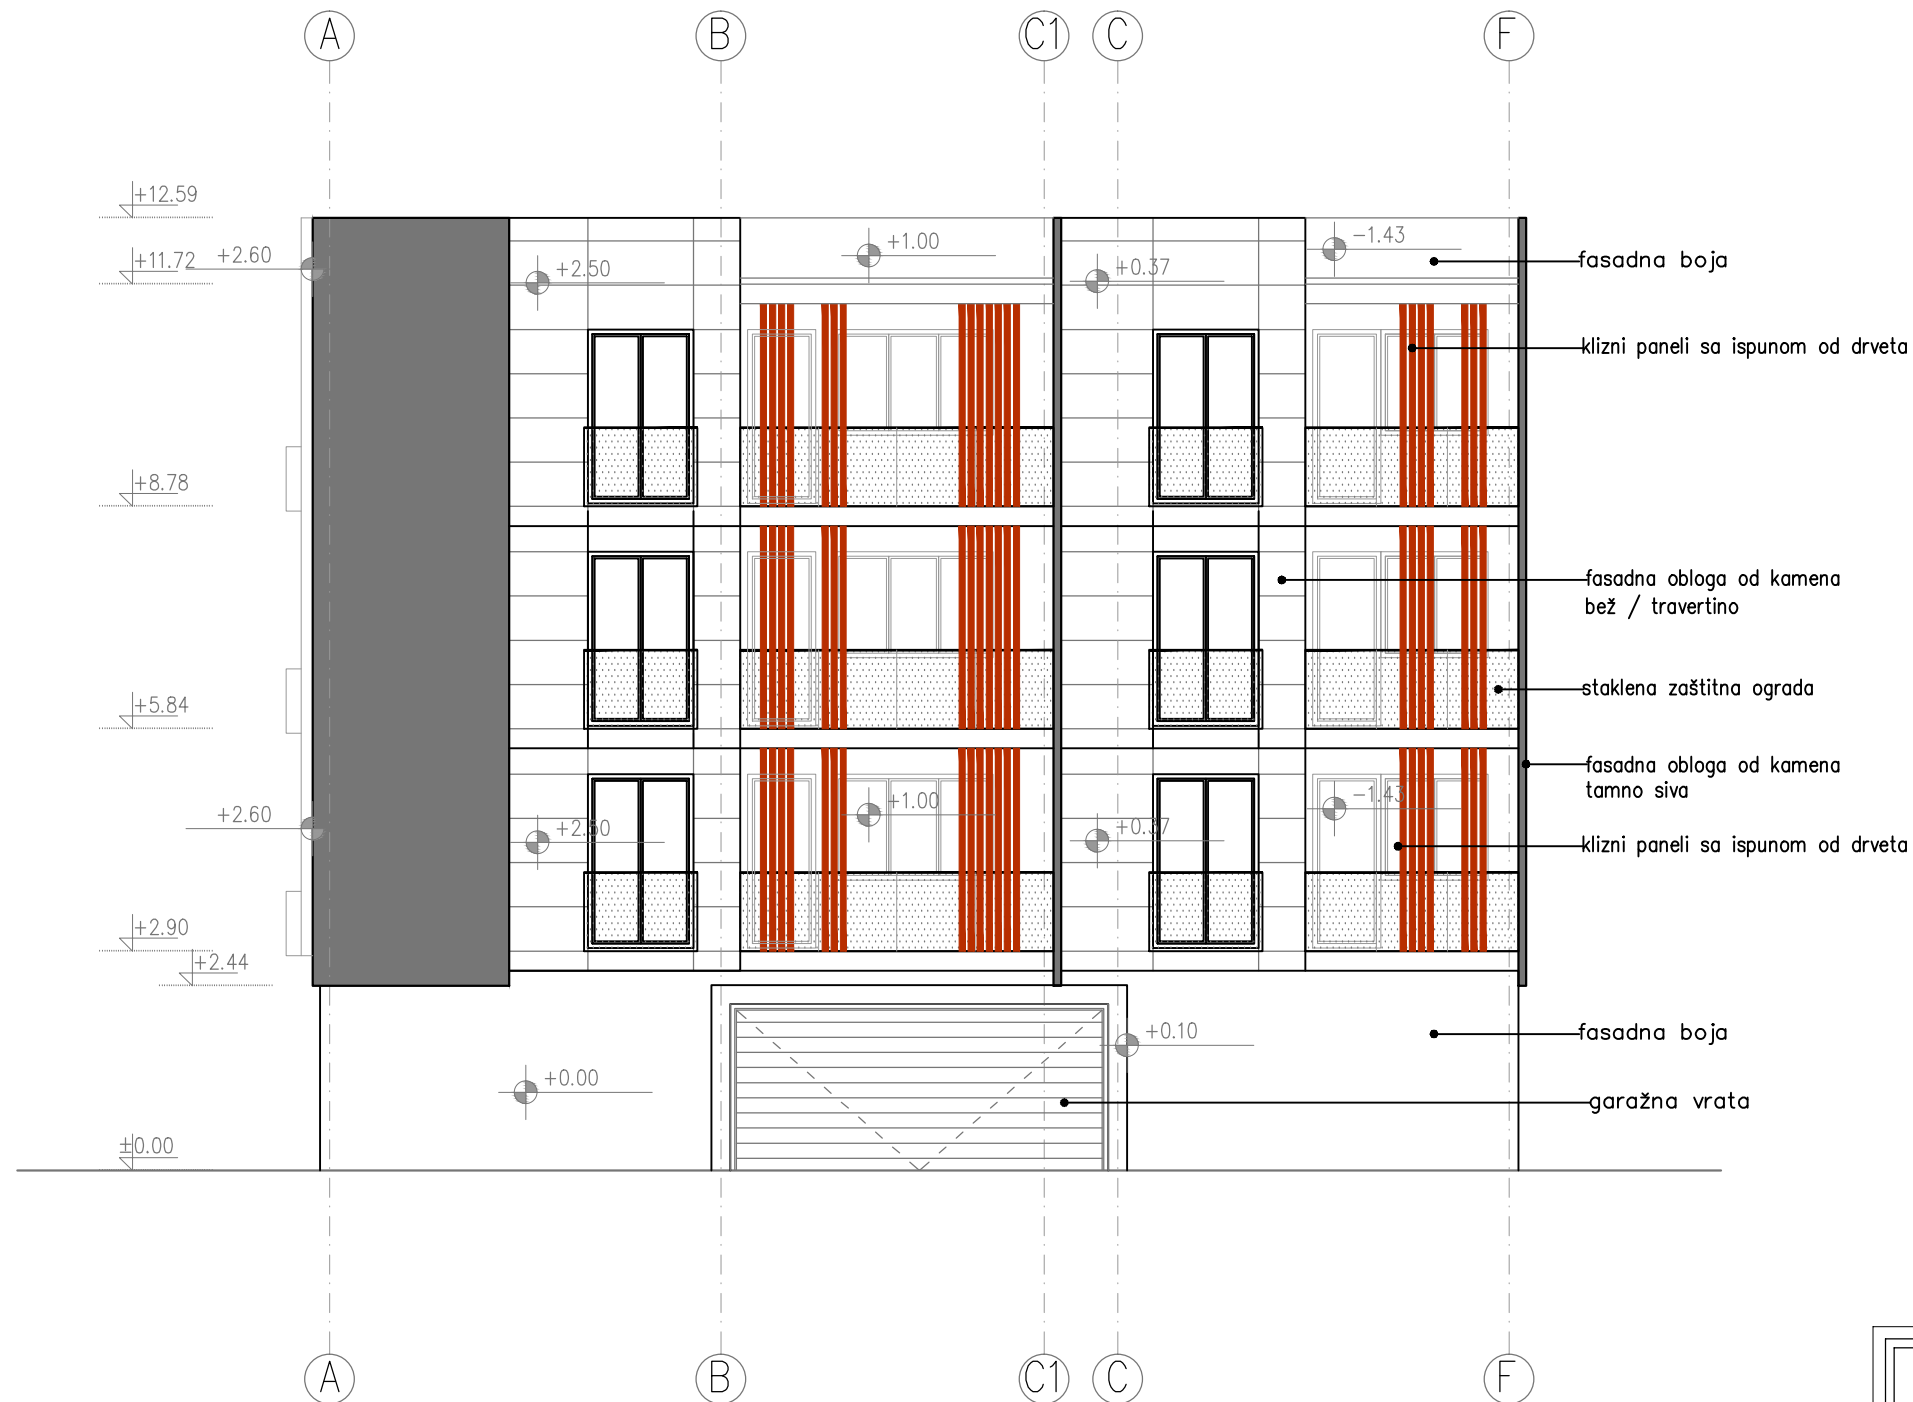 A B C1 C F
+12.59
+11.72
+2.60
+2.50
+1.00
+0.37
-1.43
fasadna boja
klizni paneli sa ispunom od drveta
+8.78
fasadna obloga od kamena
bež / travertino
staklena zaštitna ograda
+5.84
fasadna obloga od kamena
tamno siva
+2.60
+2.50
+1.00
+0.37
-1.43
klizni paneli sa ispunom od drveta
+2.90
+2.44
fasadna boja
+0.10
+0.00
garažna vrata
±0.00
A B C1 C F